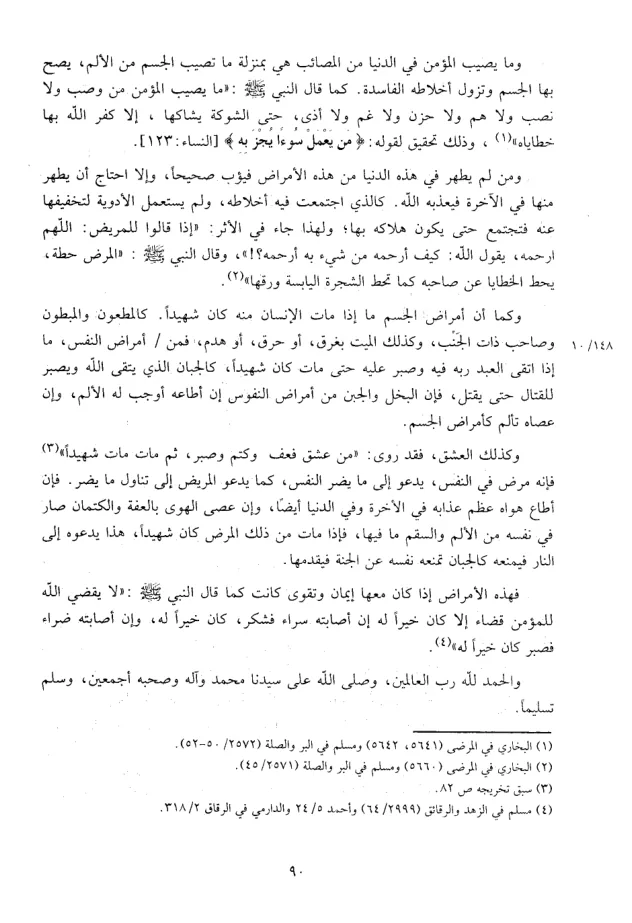 وما يصيب المؤمن في الدنيا من المصائب هي بمنزلة ما تصيب الجسم من الألم، يصح
بها الجسم وتزول أخلاطه الفاسدة. كما قال النبي ﷺ :«ما يصيب المؤمن من وصب ولا
نصب ولا هم ولا حزن ولا غم ولا أذى، حتى الشوكة يشاكها ، إلا كفر الله بها
خطاياه»(١) ، وذلك تحقيق لقوله: ﴿ مَن يَعْمَلْ سُوءًا يُجْزَ بِهِ ﴾ [النساء:١٢٣].
ومن لم يطهر في هذه الدنيا من هذه الأمراض فيؤب صحيحاً، وإلا احتاج أن يطهر
منها في الآخرة فيعذبه الله. كالذي اجتمعت فيه أخلاطه، ولم يستعمل الأدوية لتخفيفها
عنه فتجتمع حتى يكون هلاكه بها؛ ولهذا جاء في الأثر: «إذا قالوا للمريض: اللهم
ارحمه، يقول الله: كيف أرحمه من شيء به أرحمه؟!»، وقال النبي ﷺ : «المرض حطة،
يحط الخطايا عن صاحبه كما تحط الشجرة اليابسة ورقها»(٢).
وكما أن أمراض الجسم ما إذا مات الإنسان منه كان شهيداً. كالمطعون والمبطون
١٠/١٤٨ وصاحب ذات الجَنْب، وكذلك الميت بغرق، أو حرق، أو هدم، فمن / أمراض النفس، ما
إذا اتقى العبد ربه فيه وصبر عليه حتى مات كان شهيداً، كالجبان الذي يتقى الله ويصبر
للقتال حتى يقتل، فإن البخل والجبن من أمراض النفوس إن أطاعه أوجب له الألم، وإن
عصاه تألم كأمراض الجسم.
وكذلك العشق، فقد روى: «من عشق فعف وكتم وصبر، ثم مات مات شهيداً»(٣)
فإنه مرض في النفس، يدعو إلى ما يضر النفس، كما يدعو المريض إلى تناول ما يضر. فإن
أطاع هواه عظم عذابه في الأخرة وفي الدنيا أيضًا، وإن عصى الهوى بالعفة والكتمان صار
في نفسه من الألم والسقم ما فيها، فإذا مات من ذلك المرض كان شهيداً، هذا يدعوه إلى
النار فيمنعه كالجبان تمنعه نفسه عن الجنة فيقدمها.
فهذه الأمراض إذا كان معها إيمان وتقوى كانت كما قال النبي ﷺ :«لا يقضي الله
للمؤمن قضاء إلا كان خيراً له إن أصابته سراء فشكر، كان خيراً له، وإن أصابته ضراء
فصبر كان خيراً له»(٤).
والحمد لله رب العالمين، وصلى الله على سيدنا محمد وآله وصحبه أجمعين، وسلم
تسليماً.
(١) البخاري في المرضى (٥٦٤١، ٥٦٤٢) ومسلم في البر والصلة (٢٥٧٢/ ٥٠-٥٢).
(٢) البخاري في المرضى (٥٦٦٠) ومسلم في البر والصلة (٢٥٧١/ ٤٥).
(٣) سبق تخريجه ص ٨٢.
(٤) مسلم في الزهد والرقائق (٢٩٩٩/ ٦٤) وأحمد ٥/ ٢٤ والدارمي في الرقاق ٢/ ٣١٨.
٩٠